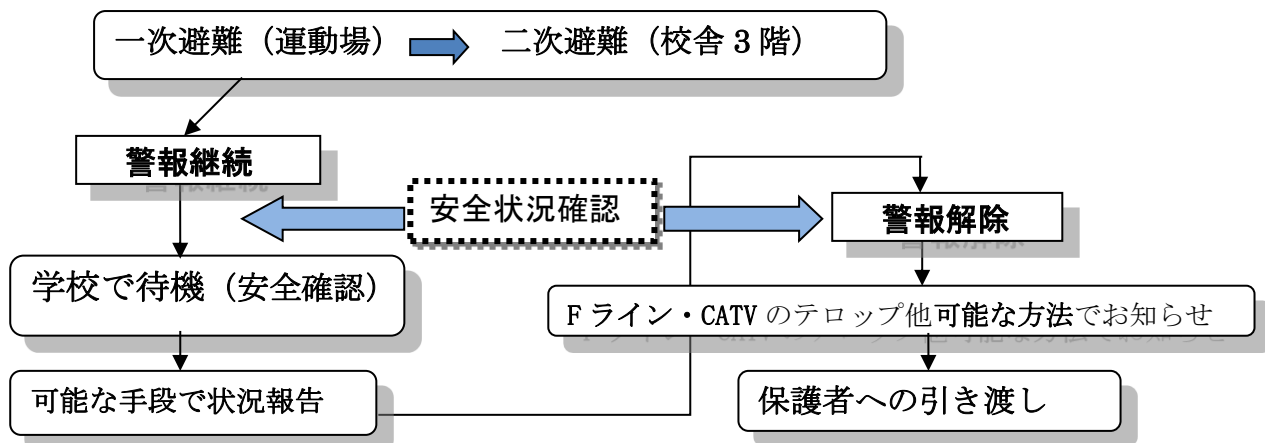 一次避難（運動場） 二次避難（校舎３階）
警報継続
安全状況確認
警報解除
学校で待機（安全確認）
Fライン・CATVのテロップ他可能な方法でお知らせ
可能な手段で状況報告
保護者への引き渡し